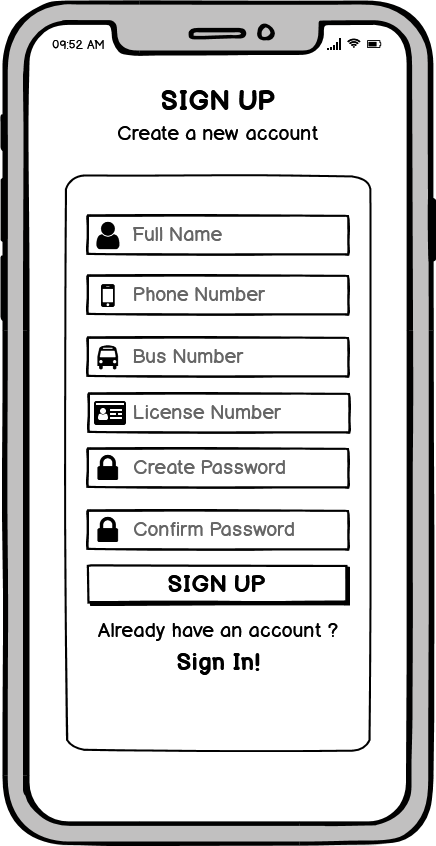 09:52 AM
SIGN UP
Create a new account
Full Name
Phone Number
Bus Number
License Number
Create Password
Confirm Password
SIGN UP
Already have an account ?
Sign In!